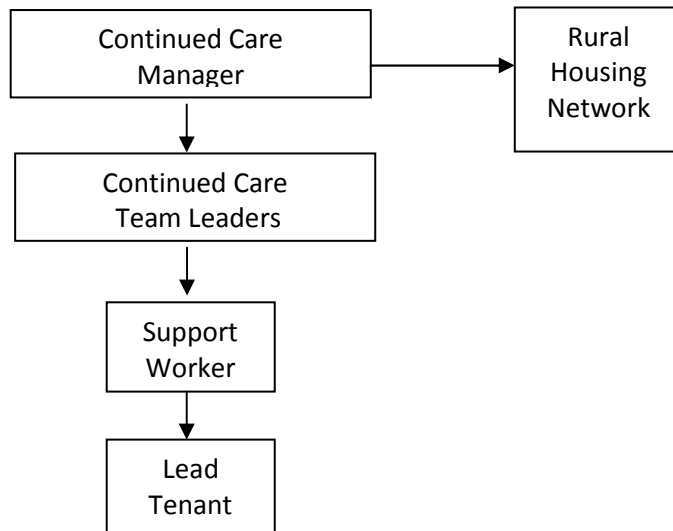 Continued Care
Manager
Rural
Housing
Network
Continued Care
Team Leaders
Support
Worker
Lead
Tenant